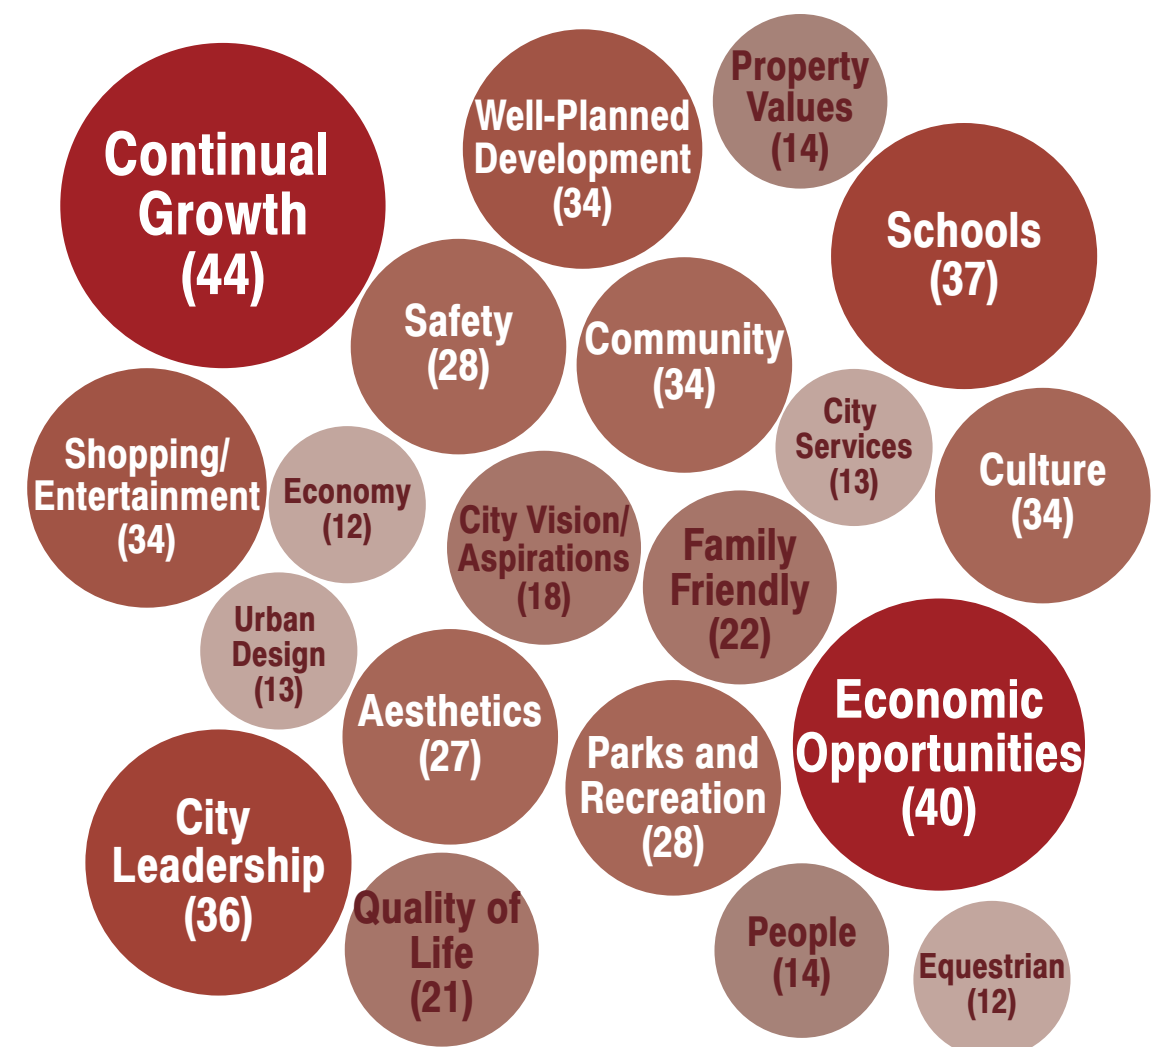 Continual
Growth
(44)
Well-Planned
Development
(34)
Property
Values
(14)
Schools
(37)
Safety
(28)
Community
(34)
City
Services
(13)
Culture
(34)
Shopping/
Entertainment
(34)
Economy
(12)
City Vision/
Aspirations
(18)
Family
Friendly
(22)
Urban
Design
(13)
Aesthetics
(27)
Parks and
Recreation
(28)
Economic
Opportunities
(40)
City
Leadership
(36)
Quality of
Life
(21)
People
(14)
Equestrian
(12)